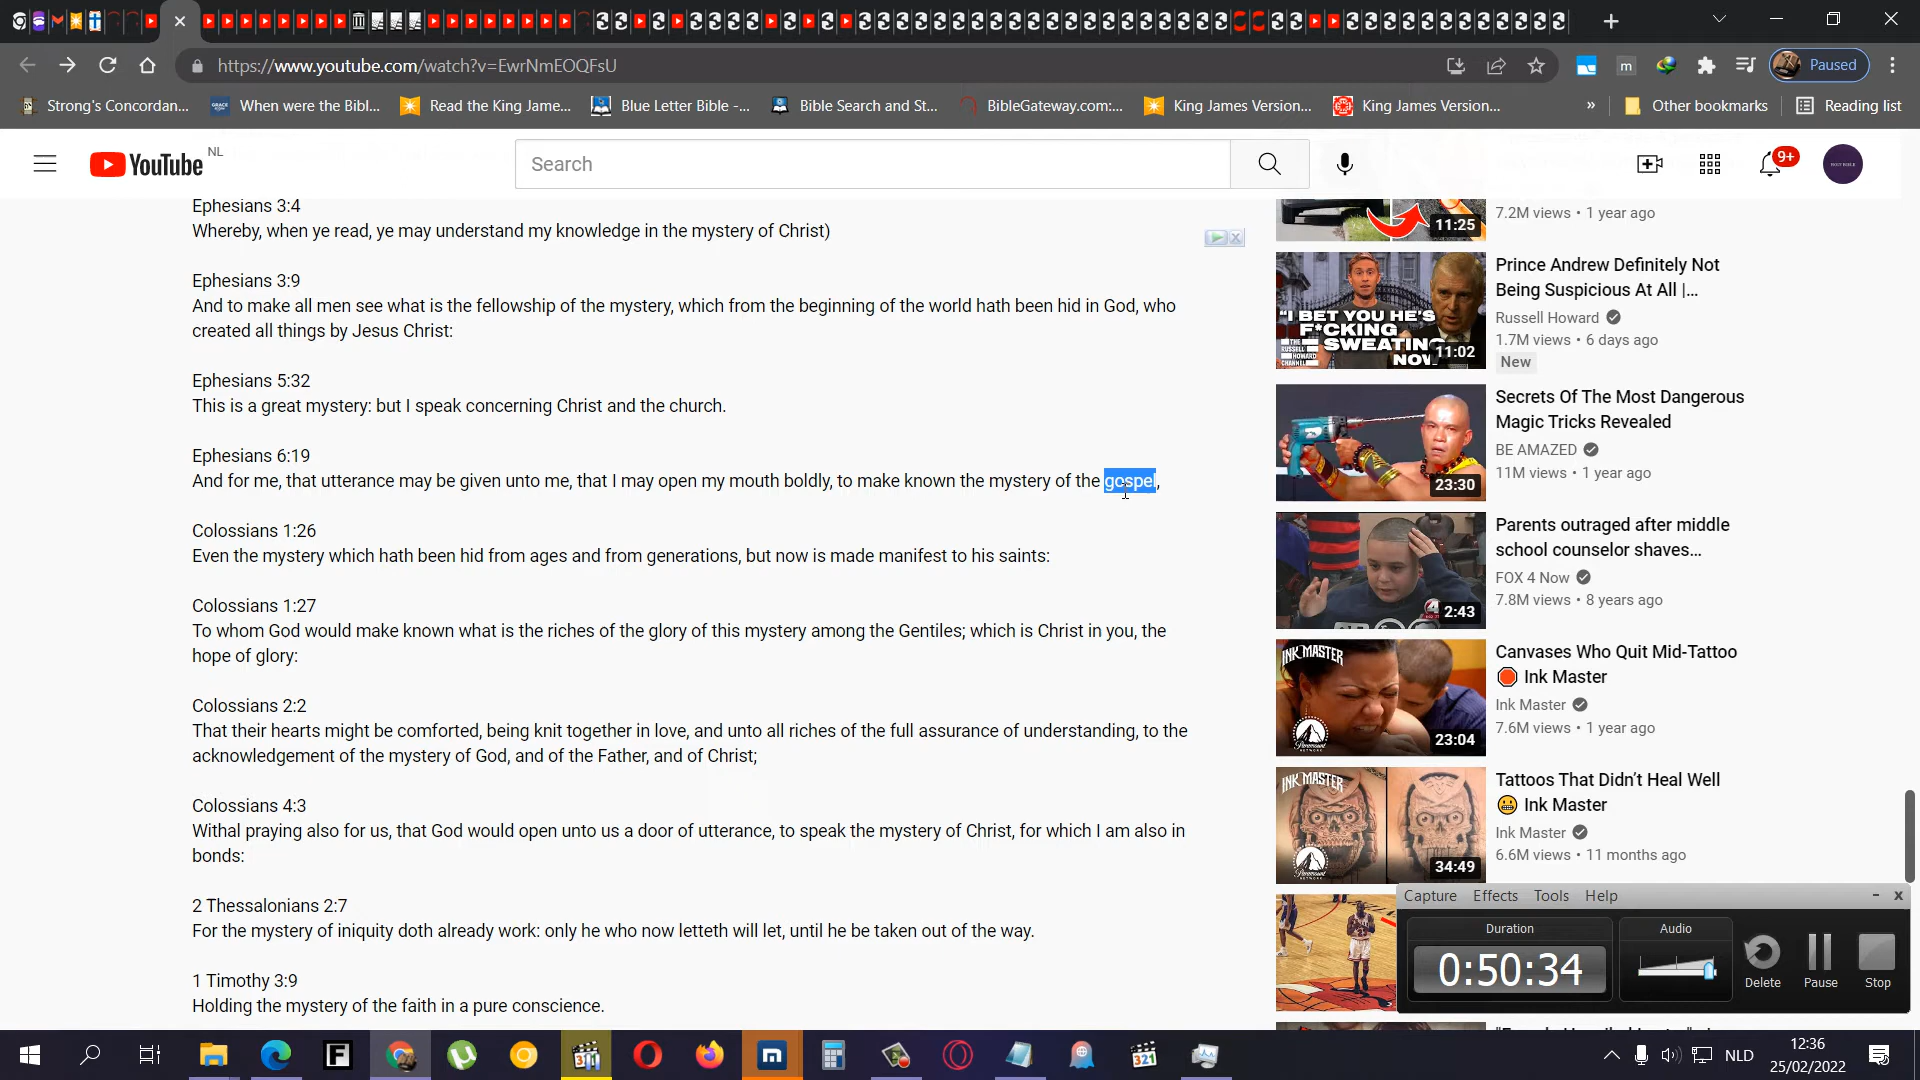 https://www.youtube.com/watch?v=EwrNmEOQFsU
Paused
Strong's Concordan...
When were the Bibl...
Read the King Jame...
Blue Letter Bible -...
Bible Search and St...
BibleGateway.com:...
King James Version...
King James Version...
»
Other bookmarks
Reading list
YouTube NL
Search
9+
Ephesians 3:4
Whereby, when ye read, ye may understand my knowledge in the mystery of Christ)
Ephesians 3:9
And to make all men see what is the fellowship of the mystery, which from the beginning of the world hath been hid in God, who
created all things by Jesus Christ:
Ephesians 5:32
This is a great mystery: but I speak concerning Christ and the church.
Ephesians 6:19
And for me, that utterance may be given unto me, that I may open my mouth boldly, to make known the mystery of the gospel,
Colossians 1:26
Even the mystery which hath been hid from ages and from generations, but now is made manifest to his saints:
Colossians 1:27
To whom God would make known what is the riches of the glory of this mystery among the Gentiles; which is Christ in you, the
hope of glory:
Colossians 2:2
That their hearts might be comforted, being knit together in love, and unto all riches of the full assurance of understanding, to the
acknowledgement of the mystery of God, and of the Father, and of Christ;
Colossians 4:3
Withal praying also for us, that God would open unto us a door of utterance, to speak the mystery of Christ, for which I am also in
bonds:
2 Thessalonians 2:7
For the mystery of iniquity doth already work: only he who now letteth will let, until he be taken out of the way.
1 Timothy 3:9
Holding the mystery of the faith in a pure conscience.
11:25
7.2M views • 1 year ago
"I BET YOU HE'S
F*CKING
SWEATING
NOW
THE
RUSSELL
HOWARD
CHANNEL
11:02
Prince Andrew Definitely Not
Being Suspicious At All |...
Russell Howard
1.7M views • 6 days ago
New
23:30
Secrets Of The Most Dangerous
Magic Tricks Revealed
BE AMAZED
11M views • 1 year ago
2:43
Parents outraged after middle
school counselor shaves...
FOX 4 Now
7.8M views • 8 years ago
INK MASTER
23:04
Canvases Who Quit Mid-Tattoo
🛑 Ink Master
Ink Master
7.6M views • 1 year ago
INK MASTER
34:49
Tattoos That Didn't Heal Well
😬 Ink Master
Ink Master
6.6M views • 11 months ago
Capture Effects Tools Help
Duration
0:50:34
Audio
Delete
Pause
Stop
NLD
12:36
25/02/2022